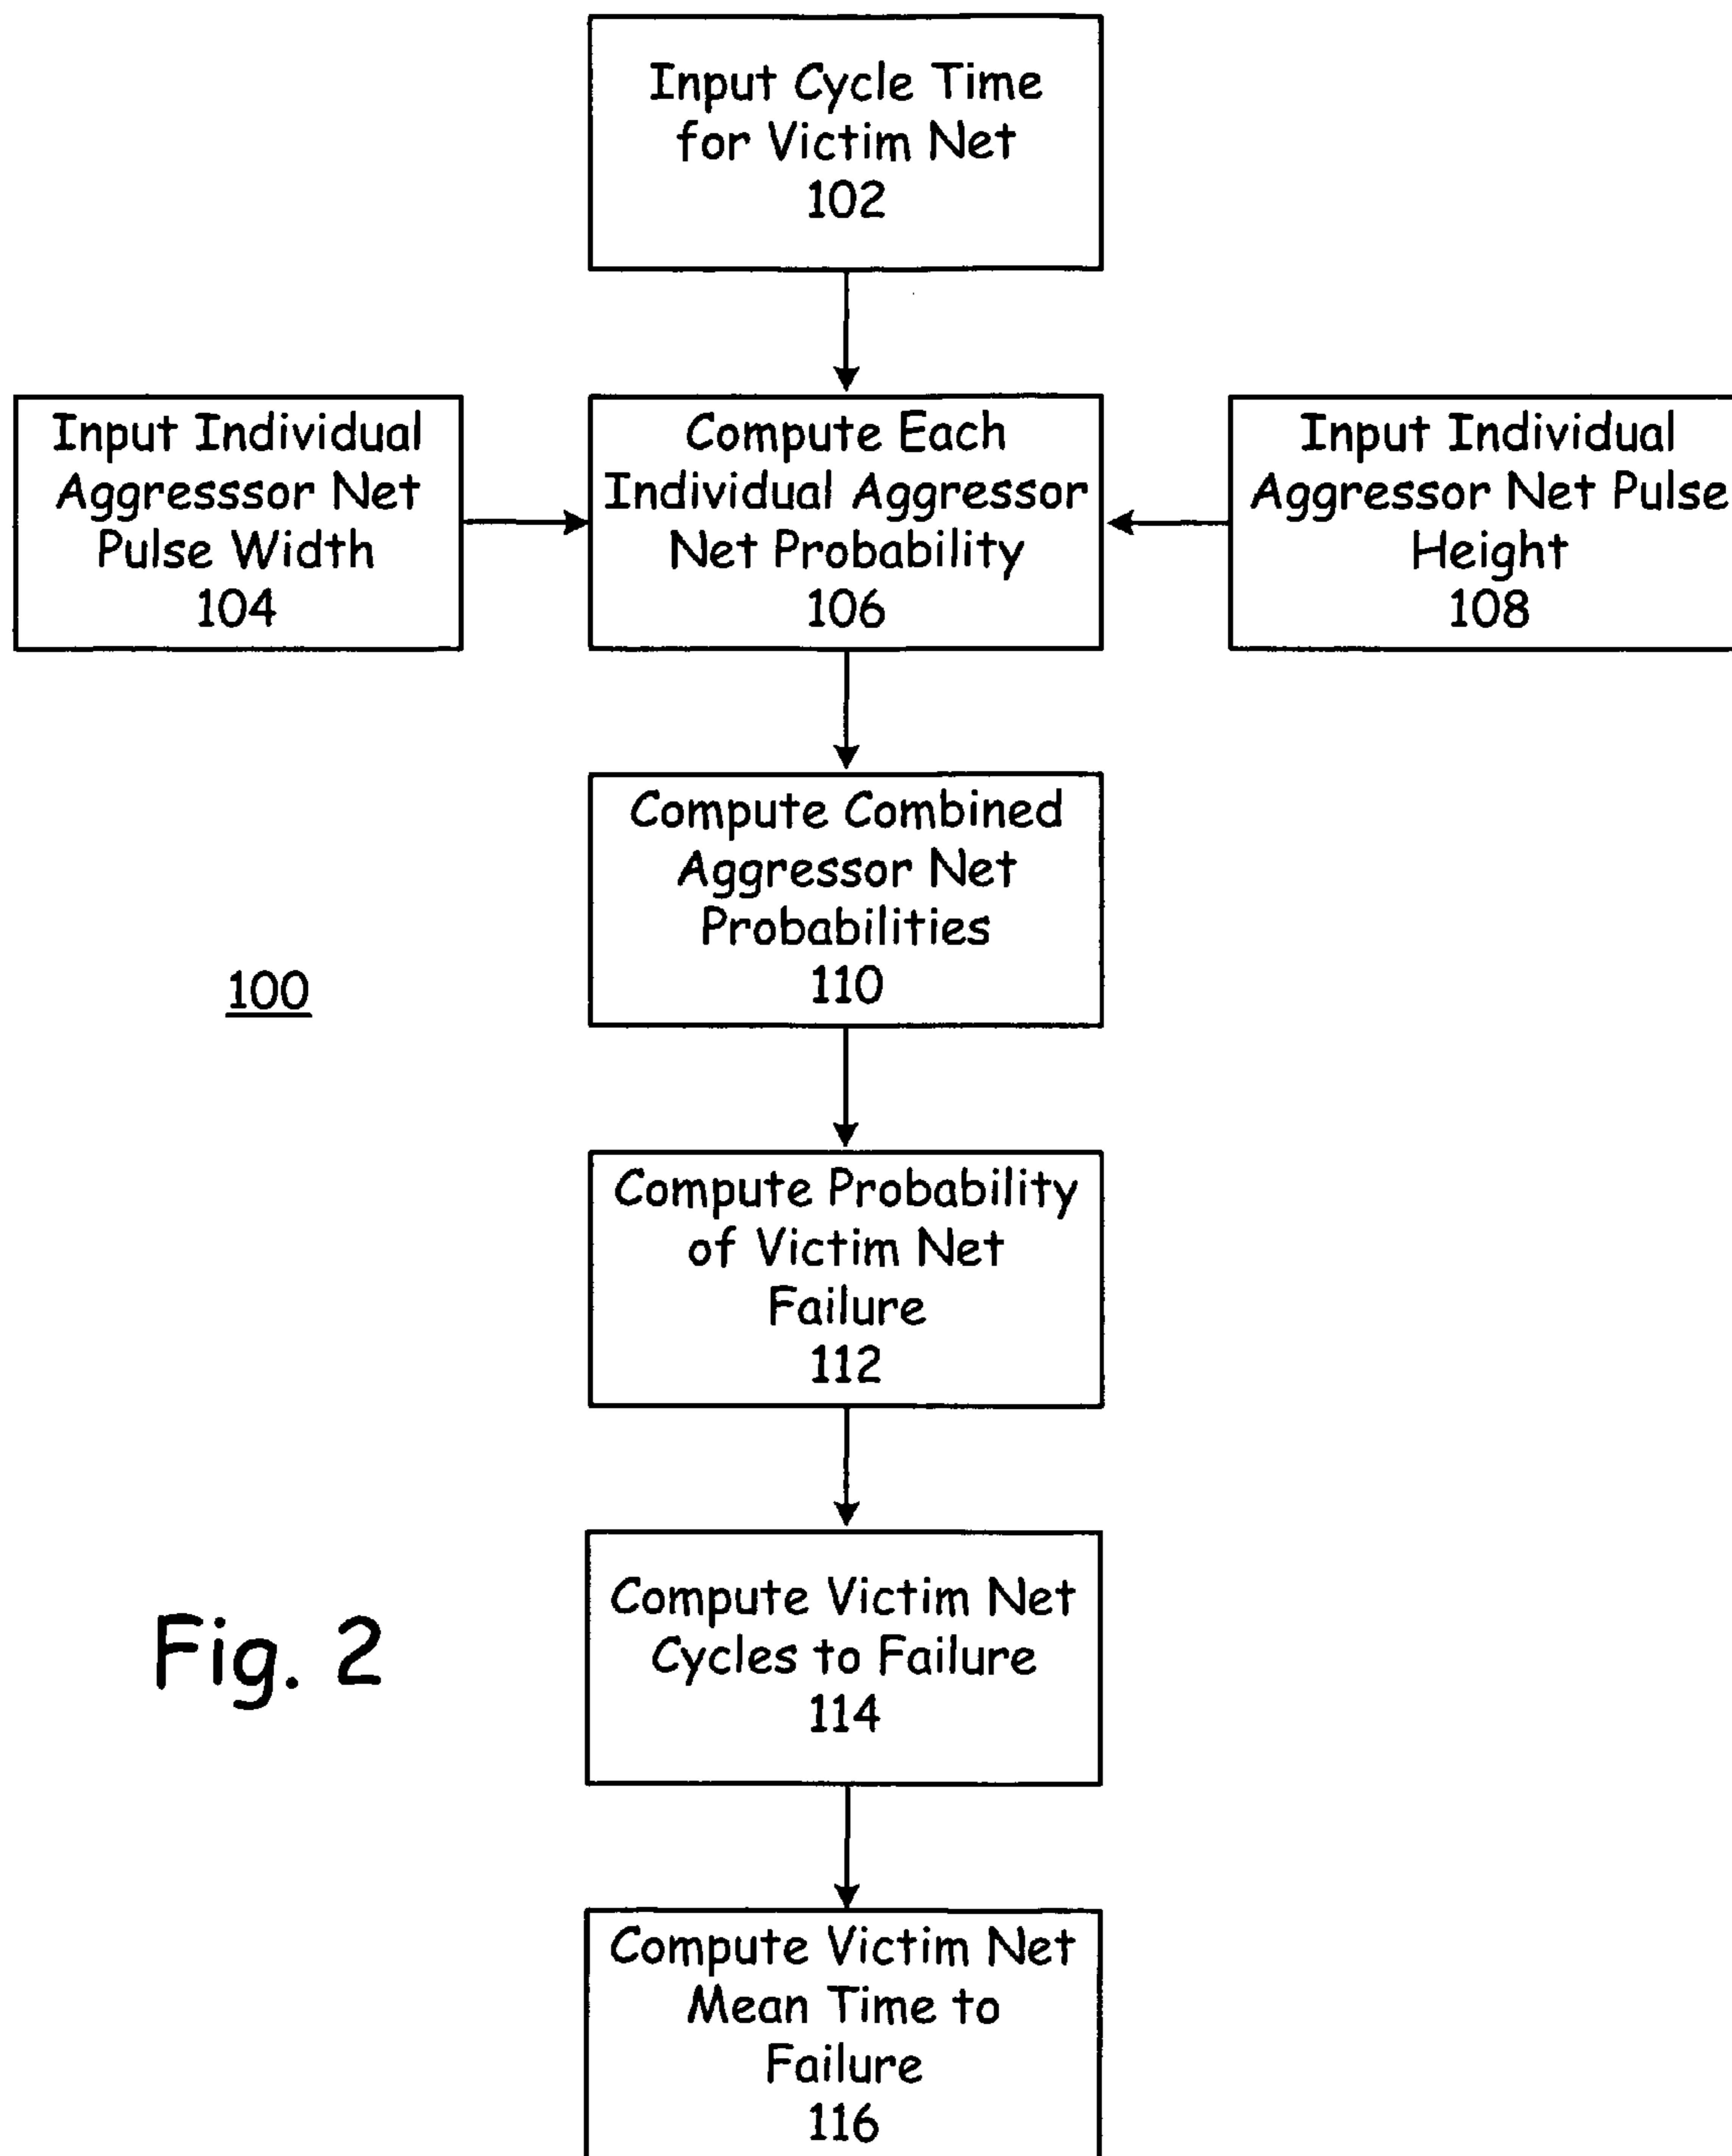 Input Cycle Time
for Victim Net
102
Input Individual
Aggresssor Net
Pulse Width
104
Compute Each
Individual Aggressor
Net Probability
106
Input Individual
Aggressor Net Pulse
Height
108
Compute Combined
Aggressor Net
Probabilities
110
100
Compute Probability
of Victim Net
Failure
112
Compute Victim Net
Cycles to Failure
114
Fig. 2
Compute Victim Net
Mean Time to
Failure
116